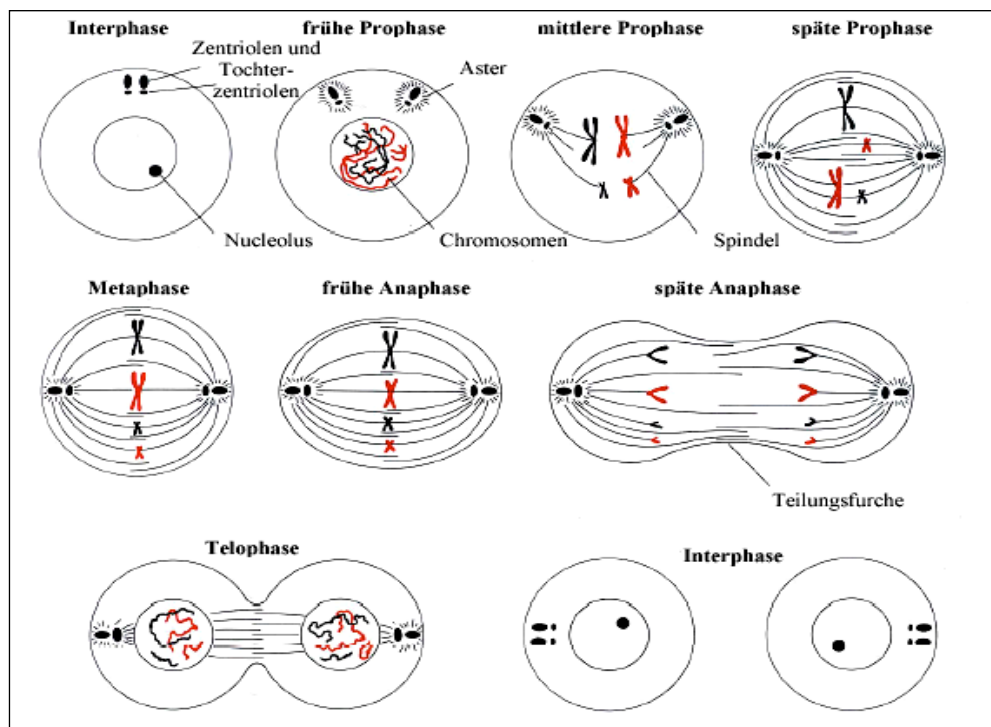 Interphase
frühe Prophase
mittlere Prophase
späte Prophase
Zentriolen und
Tochter-
zentriolen
Aster
Nucleolus
Chromosomen
Spindel
Metaphase
frühe Anaphase
späte Anaphase
Teilungsfurche
Telophase
Interphase